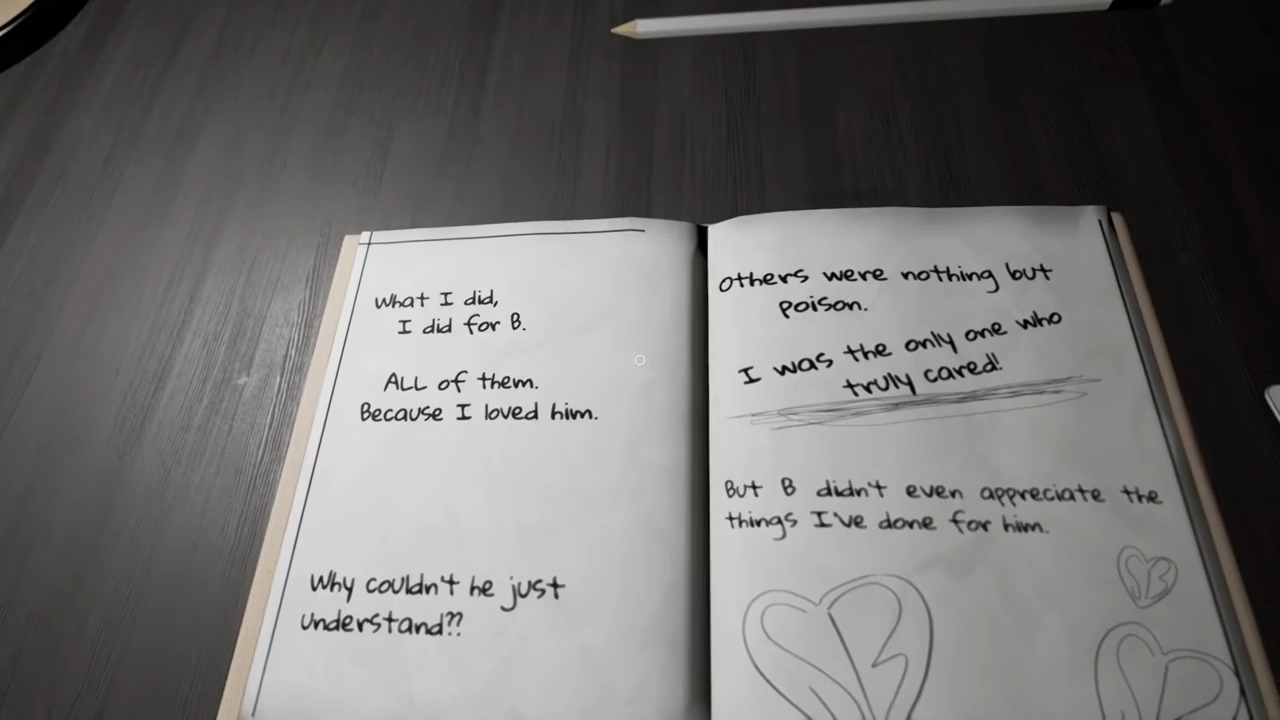 What I did,
I did for B.
ALL of them.
Because I loved him.
Why couldn't he just
understand??
others were nothing but
poison.
I was the only one who
truly cared!
But B didn't even appreciate the
things I've done for him.